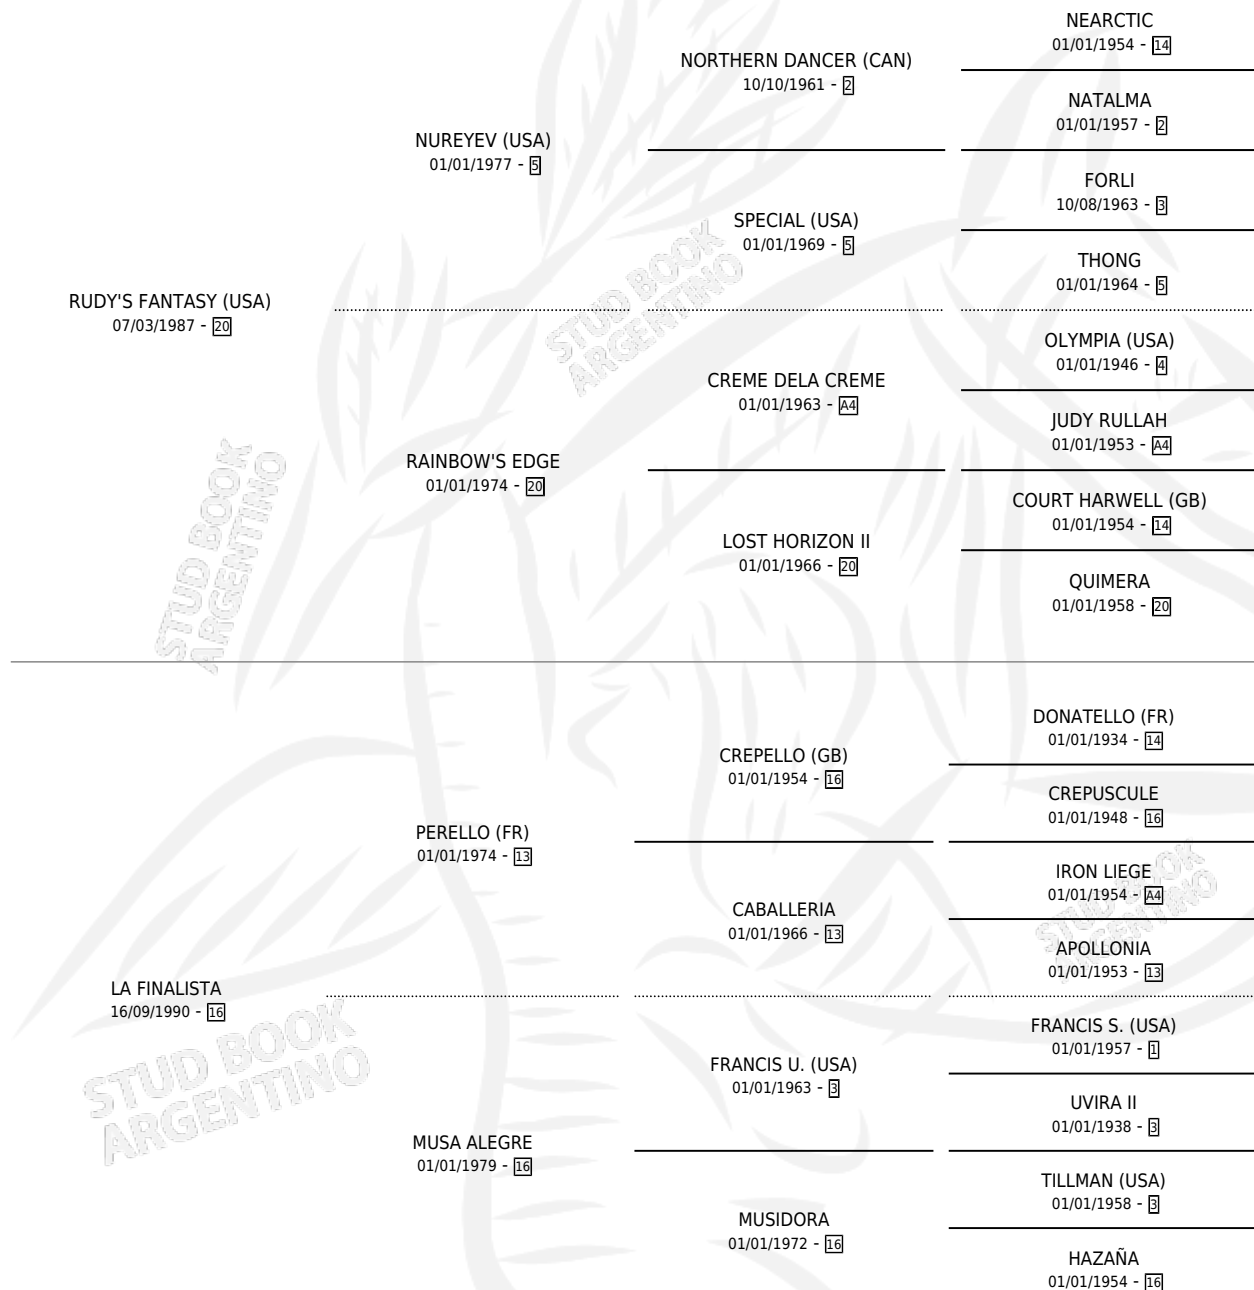 NEARCTIC
01/01/1954 - 14
NORTHERN DANCER (CAN)
10/10/1961 - 2
NATALMA
01/01/1957 - 2
NUREYEV (USA)
01/01/1977 - 5
FORLI
10/08/1963 - 3
SPECIAL (USA)
01/01/1969 - 5
THONG
01/01/1964 - 5
RUDY'S FANTASY (USA)
07/03/1987 - 20
OLYMPIA (USA)
01/01/1946 - 4
CREME DELA CREME
01/01/1963 - A4
JUDY RULLAH
01/01/1953 - A4
RAINBOW'S EDGE
01/01/1974 - 20
COURT HARWELL (GB)
01/01/1954 - 14
LOST HORIZON II
01/01/1966 - 20
QUIMERA
01/01/1958 - 20
DONATELLO (FR)
01/01/1934 - 14
CREPELLO (GB)
01/01/1954 - 16
CREPUSCULE
01/01/1948 - 16
PERELLO (FR)
01/01/1974 - 13
IRON LIEGE
01/01/1954 - A4
CABALLERIA
01/01/1966 - 13
APOLLONIA
01/01/1953 - 13
LA FINALISTA
16/09/1990 - 16
FRANCIS S. (USA)
01/01/1957 - 1
FRANCIS U. (USA)
01/01/1963 - 3
UVIRA II
01/01/1938 - 3
MUSA ALEGRE
01/01/1979 - 16
TILLMAN (USA)
01/01/1958 - 3
MUSIDORA
01/01/1972 - 16
HAZAÑA
01/01/1954 - 16
STUD BOOK
ARGENTINO
STUD BOOK
ARGENTINO
STUD BOOK
ARGENTINO
STUD BOOK
ARGENTINO